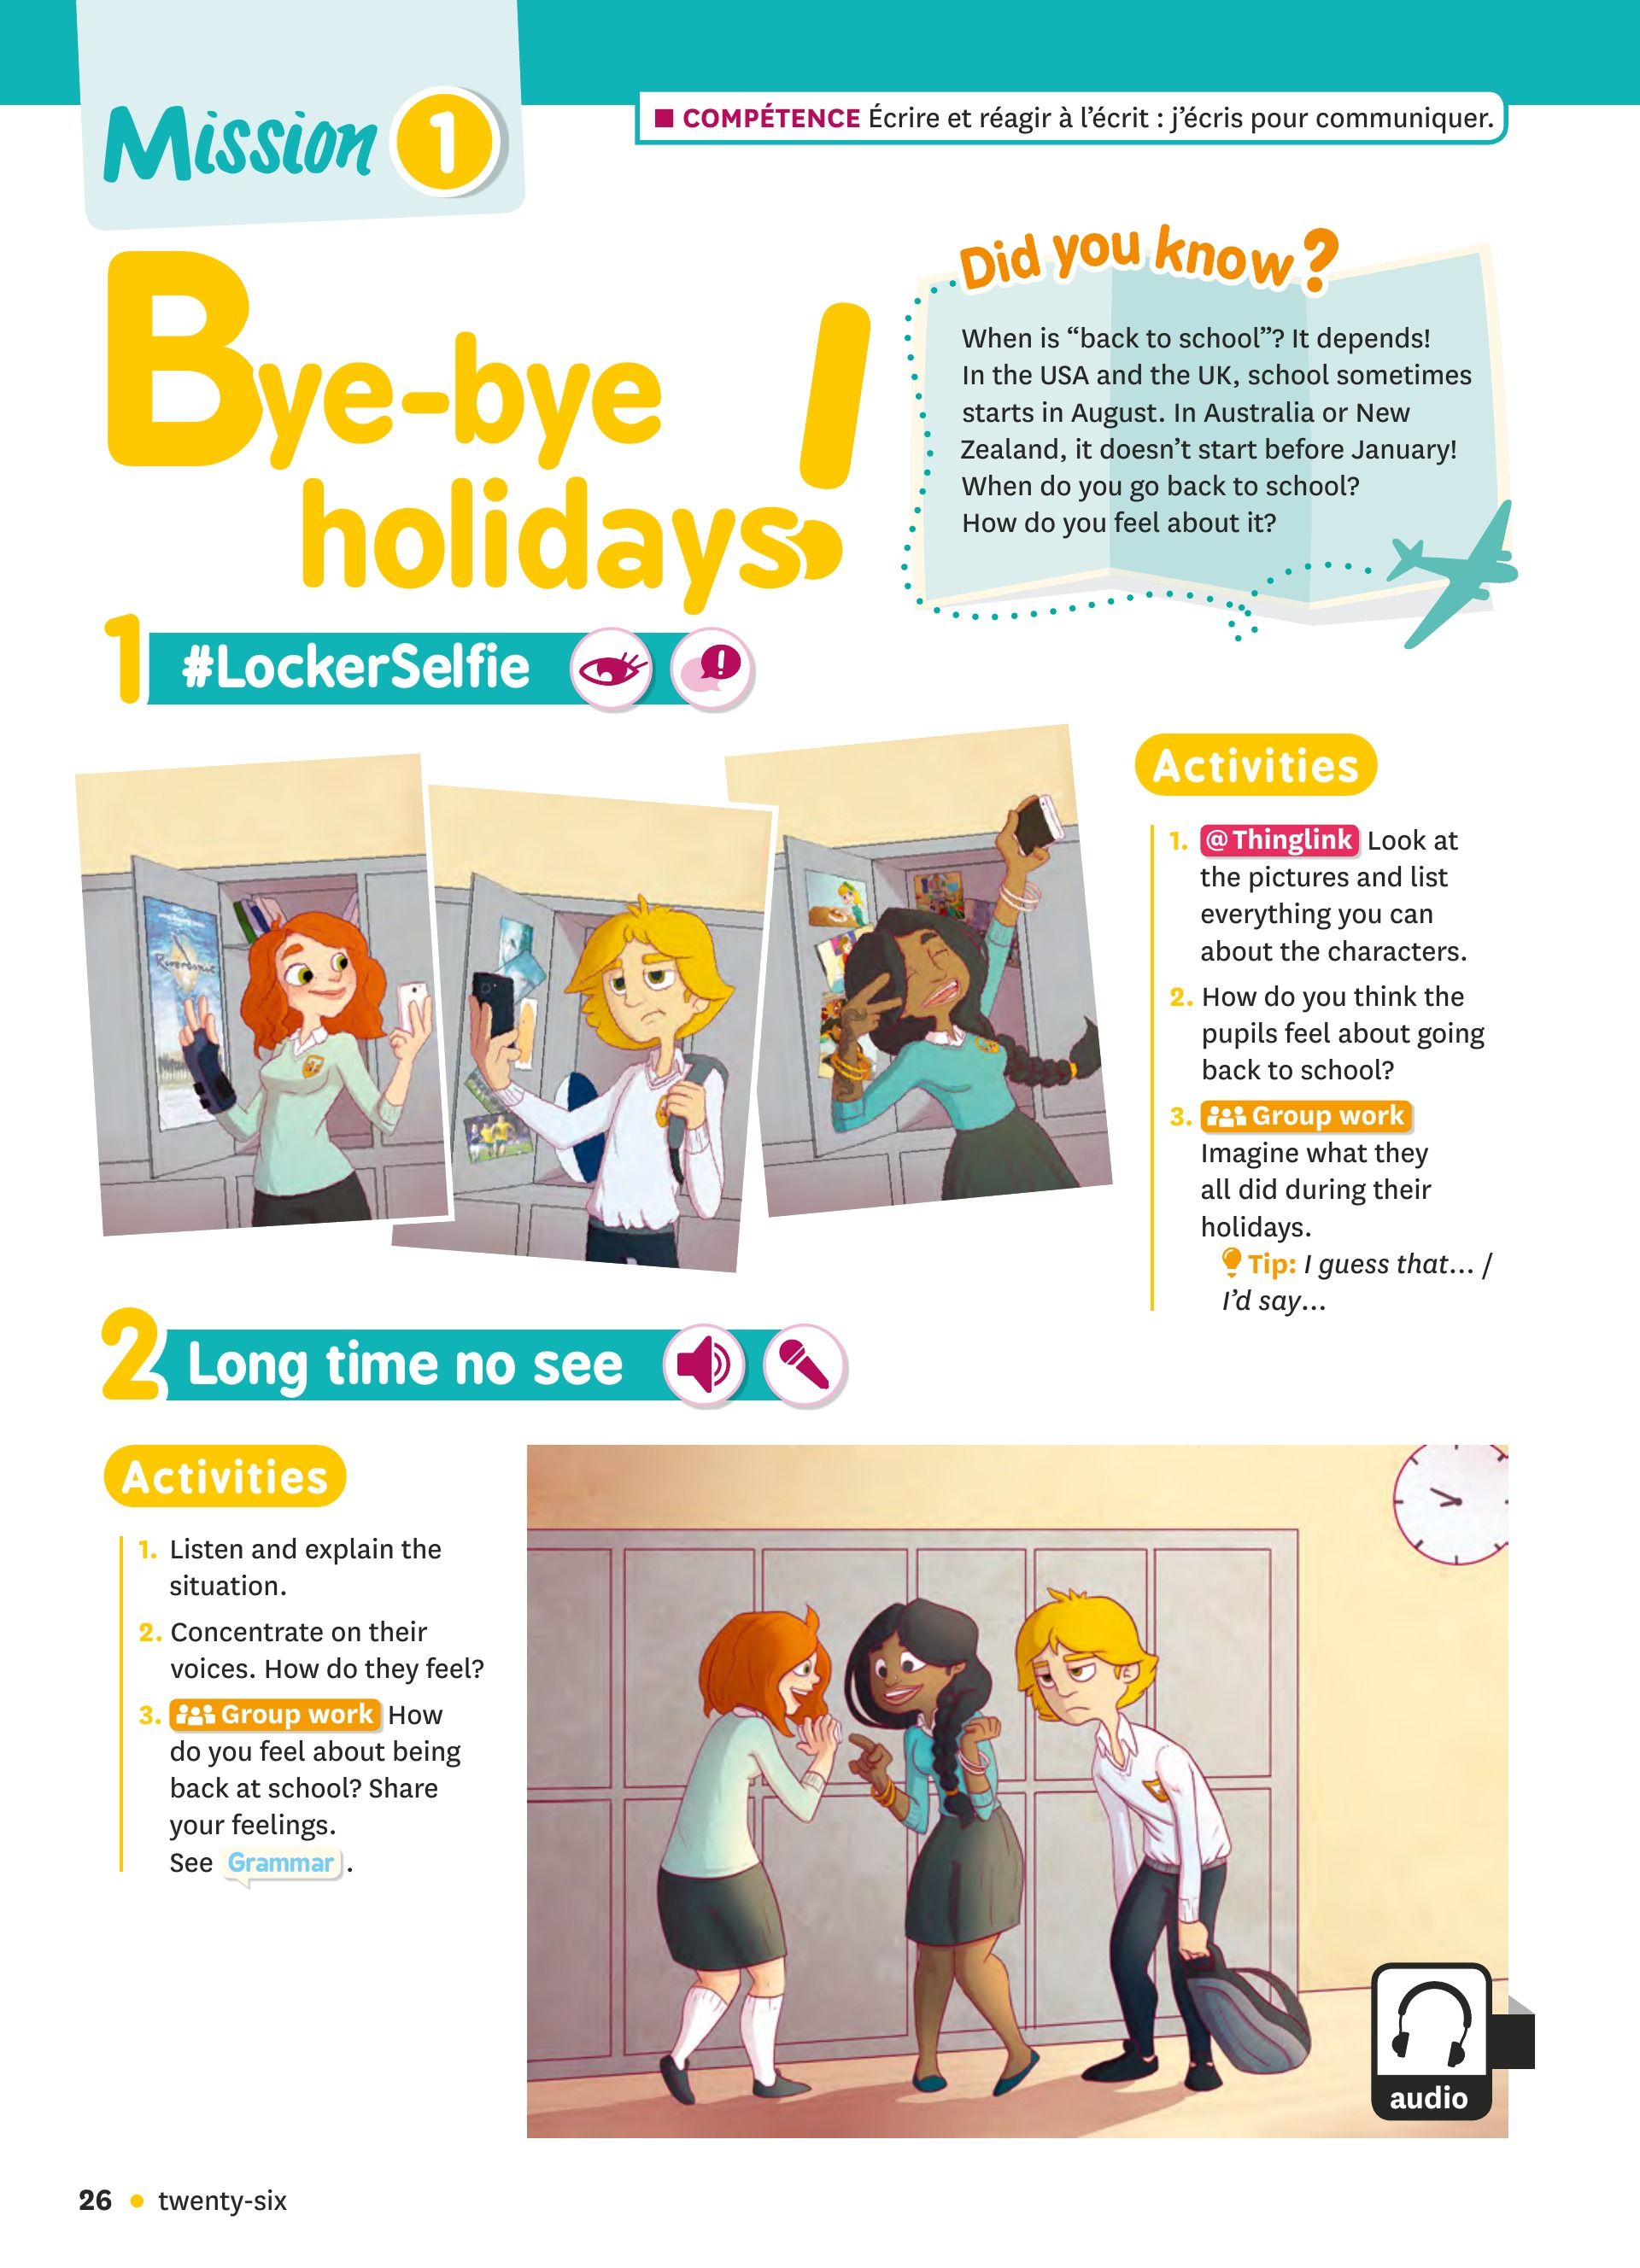 Mission 1
■ COMPÉTENCE Écrire et réagir à l'écrit : j'écris pour communiquer.
Bye-bye
holidays!
Did you know?
When is “back to school”? It depends!
In the USA and the UK, school sometimes
starts in August. In Australia or New
Zealand, it doesn't start before January!
When do you go back to school?
How do you feel about it?
1 #LockerSelfie
Activities
1. @ Thinglink Look at
the pictures and list
everything you can
about the characters.
2. How do you think the
pupils feel about going
back to school?
3. Group work
Imagine what they
all did during their
holidays.
Tip: I guess that… /
I'd say…
2 Long time no see
Activities
1. Listen and explain the
situation.
2. Concentrate on their
voices. How do they feel?
3. Group work How
do you feel about being
back at school? Share
your feelings.
See Grammar .
audio
26 • twenty-six